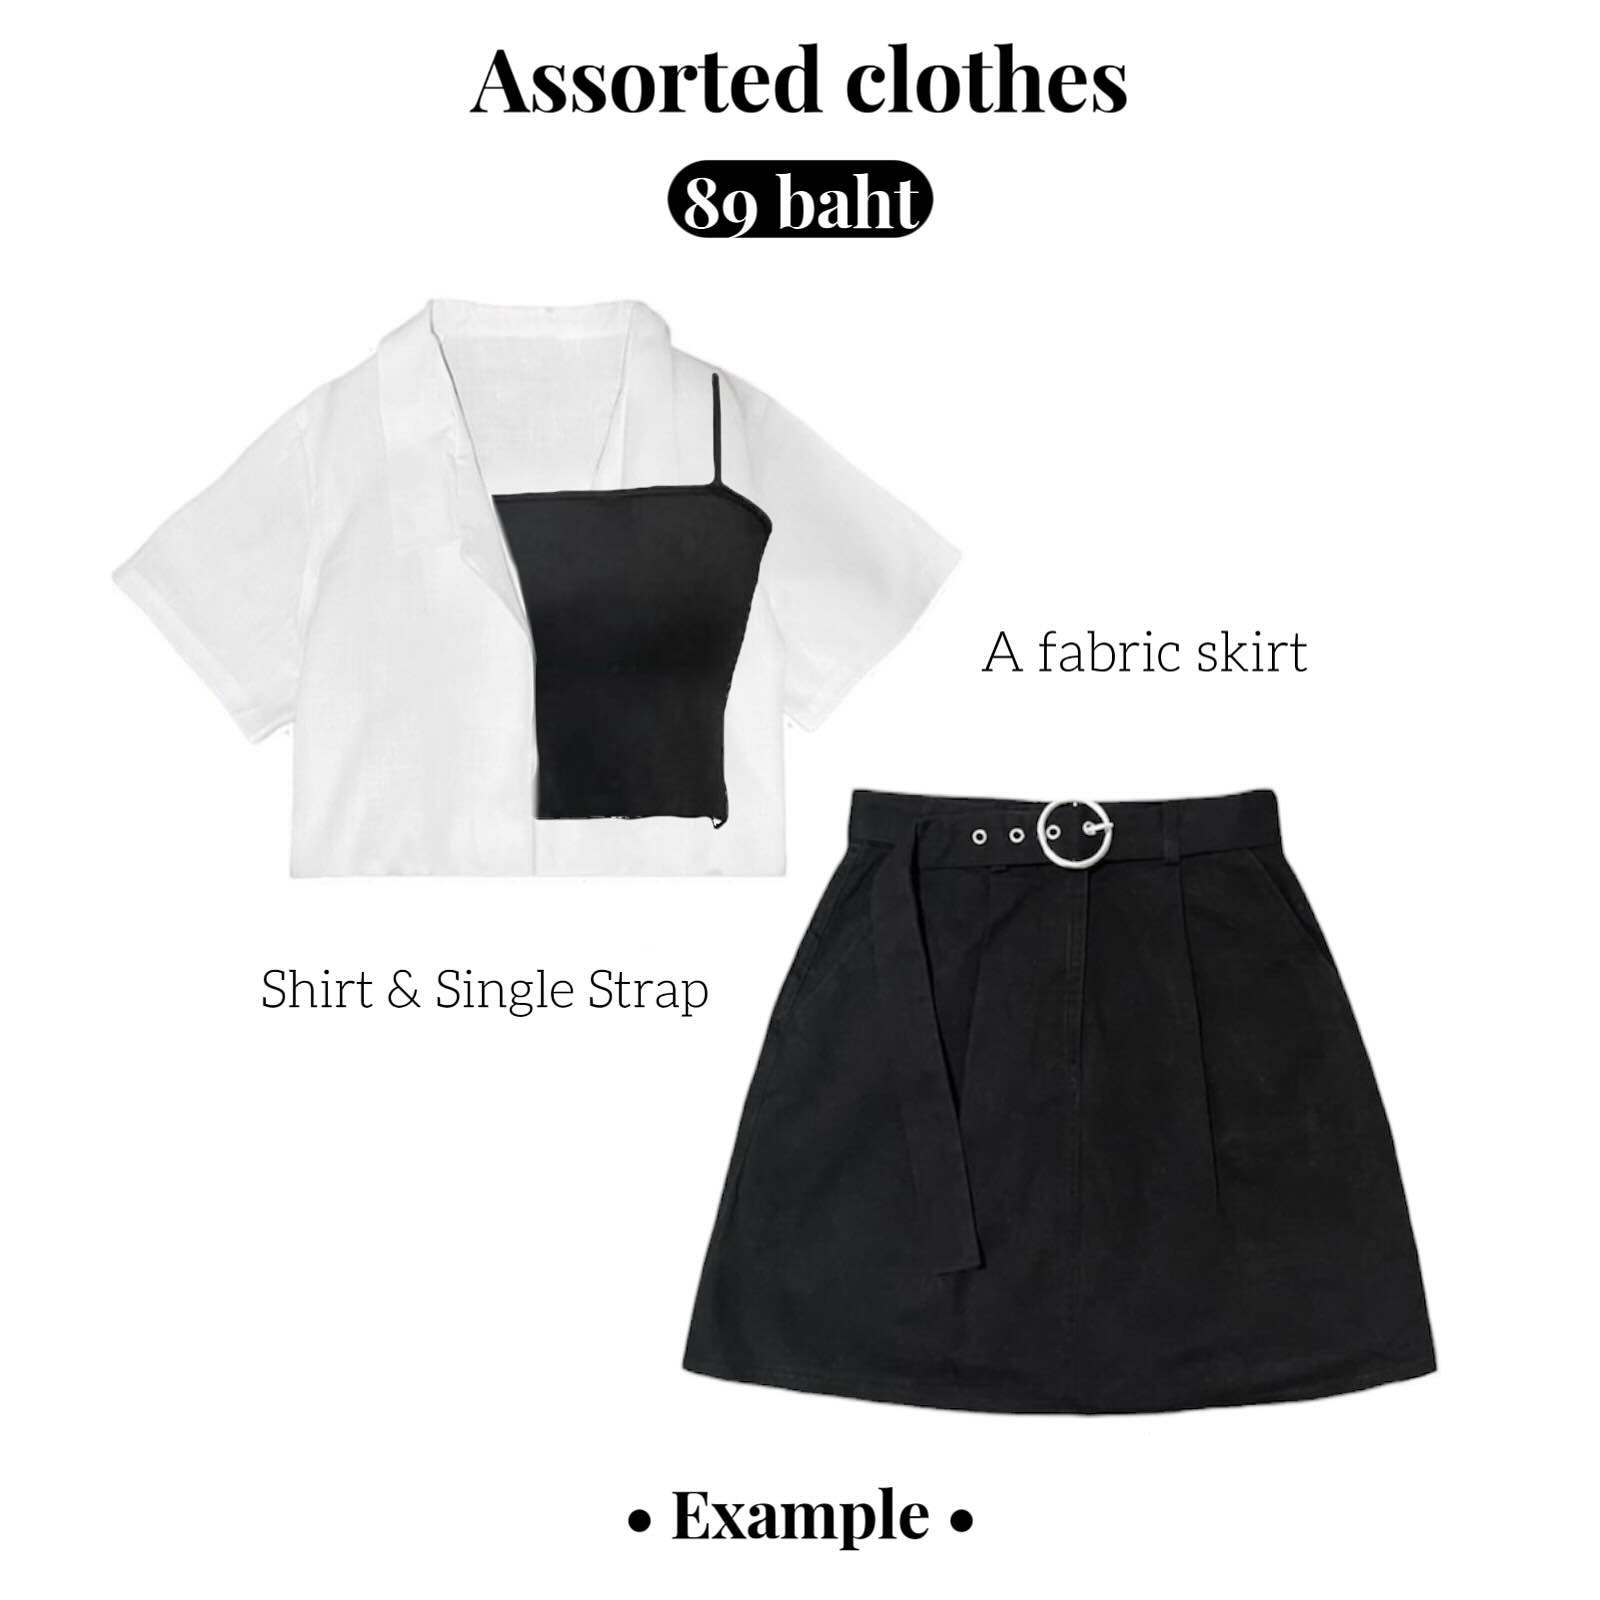 Assorted clothes
89 baht
A fabric skirt
Shirt & Single Strap
• Example •